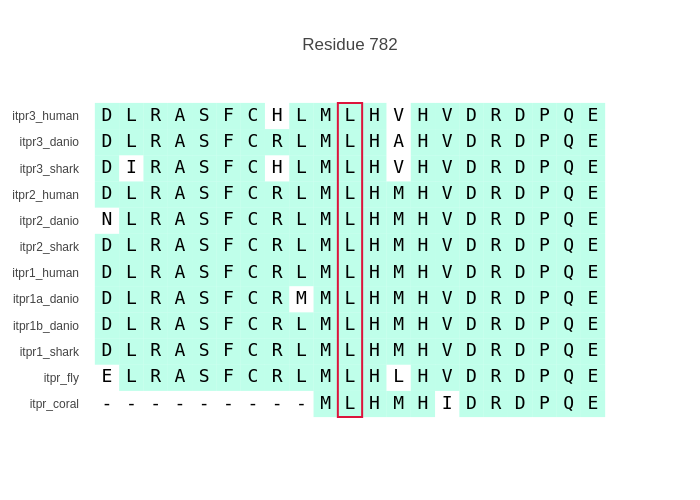 Residue 782
itpr3_human D L R A S F C H L M L H V H V D R D P Q E
itpr3_danio D L R A S F C R L M L H A H V D R D P Q E
itpr3_shark D I R A S F C H L M L H V H V D R D P Q E
itpr2_human D L R A S F C R L M L H M H V D R D P Q E
itpr2_danio N L R A S F C R L M L H M H V D R D P Q E
itpr2_shark D L R A S F C R L M L H M H V D R D P Q E
itpr1_human D L R A S F C R L M L H M H V D R D P Q E
itpr1a_danio D L R A S F C R M M L H M H V D R D P Q E
itpr1b_danio D L R A S F C R L M L H M H V D R D P Q E
itpr1_shark D L R A S F C R L M L H M H V D R D P Q E
itpr_fly E L R A S F C R L M L H L H V D R D P Q E
itpr_coral - - - - - - - - - M L H M H I D R D P Q E